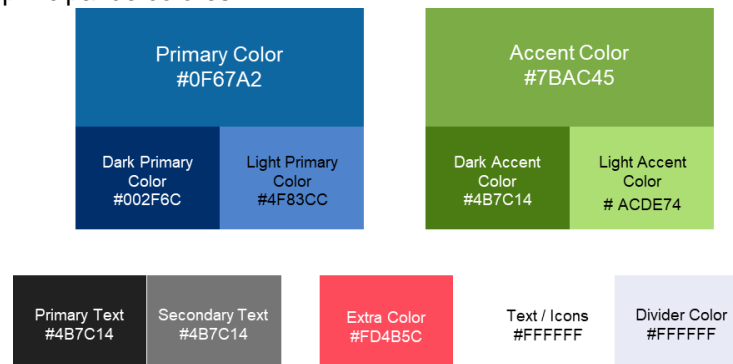 Primary Color
#0F67A2
Accent Color
#7BAC45
Dark Primary
Color
#002F6C
Light Primary
Color
#4F83CC
Dark Accent
Color
#4B7C14
Light Accent
Color
# ACDE74
Primary Text
#4B7C14
Secondary Text
#4B7C14
Extra Color
#FD4B5C
Text / Icons
#FFFFFF
Divider Color
#FFFFFF